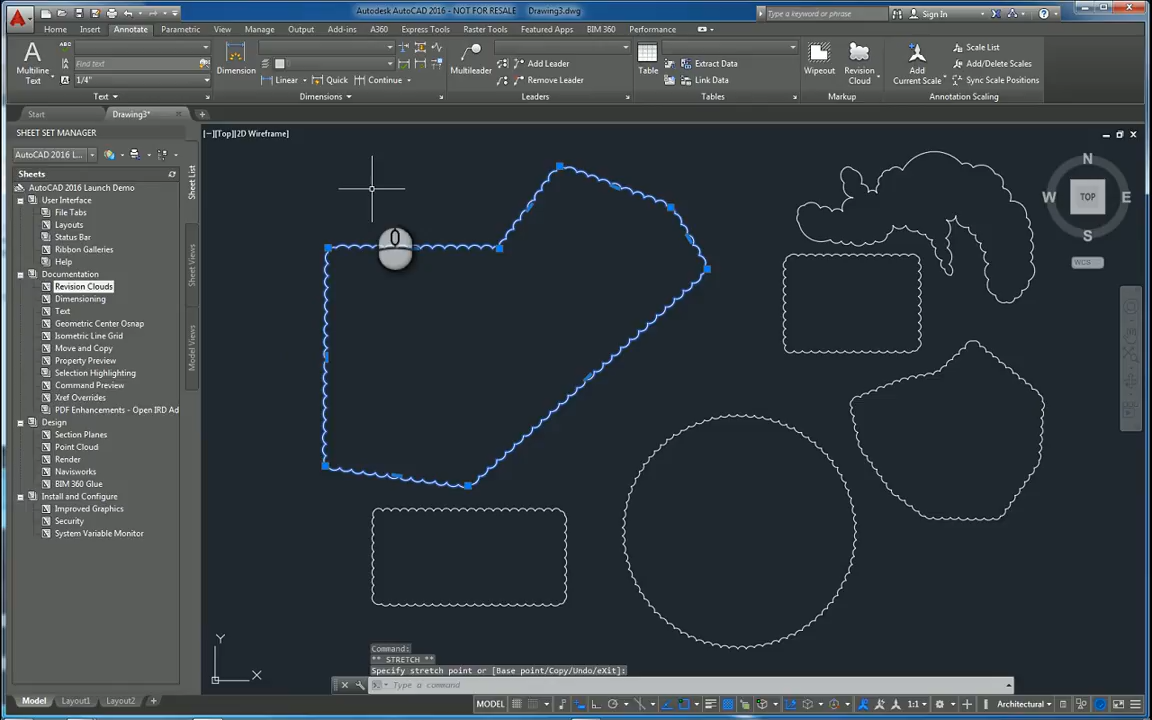 Autodesk AutoCAD 2016 - NOT FOR RESALE Drawing3.dwg
Type a keyword or phrase
Sign In
Home Insert Annotate Parametric View Manage Output Add-ins A360 Express Tools Raster Tools Featured Apps BIM 360 Performance
Multiline Text
ABC
Find text
1/4"
Text
Dimension
Linear Quick Continue
Dimensions
Multileader
Add Leader
Remove Leader
Leaders
Table
Extract Data
Link Data
Tables
Wipeout
Revision Cloud
Markup
Add Current Scale
Scale List
Add/Delete Scales
Sync Scale Positions
Annotation Scaling
Start
Drawing3*
SHEET SET MANAGER
AutoCAD 2016 L...
Sheets
AutoCAD 2016 Launch Demo
User Interface
File Tabs
Layouts
Status Bar
Ribbon Galleries
Help
Documentation
Revision Clouds
Dimensioning
Text
Geometric Center Osnap
Isometric Line Grid
Move and Copy
Property Preview
Selection Highlighting
Command Preview
Xref Overrides
PDF Enhancements - Open IRD Ad
Design
Section Planes
Point Cloud
Render
Navisworks
BIM 360 Glue
Install and Configure
Improved Graphics
Security
System Variable Monitor
Sheet List
Sheet Views
Model Views
[−][Top][2D Wireframe]
N
W TOP E
S
WCS
0
Y
X
Command:
** STRETCH **
Specify stretch point or [Base point/Copy/Undo/eXit]:
Type a command
Model Layout1 Layout2 +
MODEL
1:1
Architectural